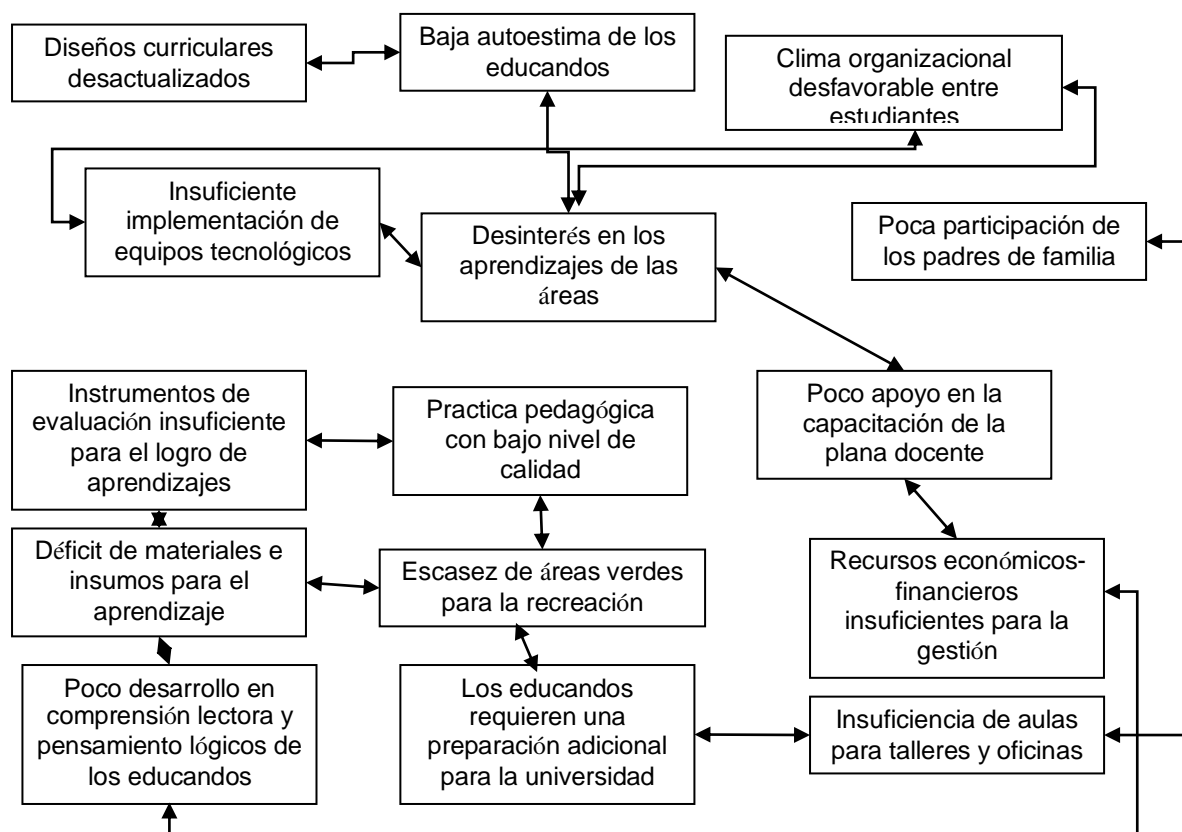 Diseños curriculares
desactualizados
Baja autoestima de los
educandos
Clima organizacional
desfavorable entre
estudiantes
Insuficiente
implementación de
equipos tecnológicos
Desinterés en los
aprendizajes de las
áreas
Poca participación de
los padres de familia
Instrumentos de
evaluación insuficiente
para el logro de
aprendizajes
Practica pedagógica
con bajo nivel de
calidad
Poco apoyo en la
capacitación de la
plana docente
Déficit de materiales e
insumos para el
aprendizaje
Escasez de áreas verdes
para la recreación
Recursos económicos-
financieros
insuficientes para la
gestión
Poco desarrollo en
comprensión lectora y
pensamiento lógicos de
los educandos
Los educandos
requieren una
preparación adicional
para la universidad
Insuficiencia de aulas
para talleres y oficinas